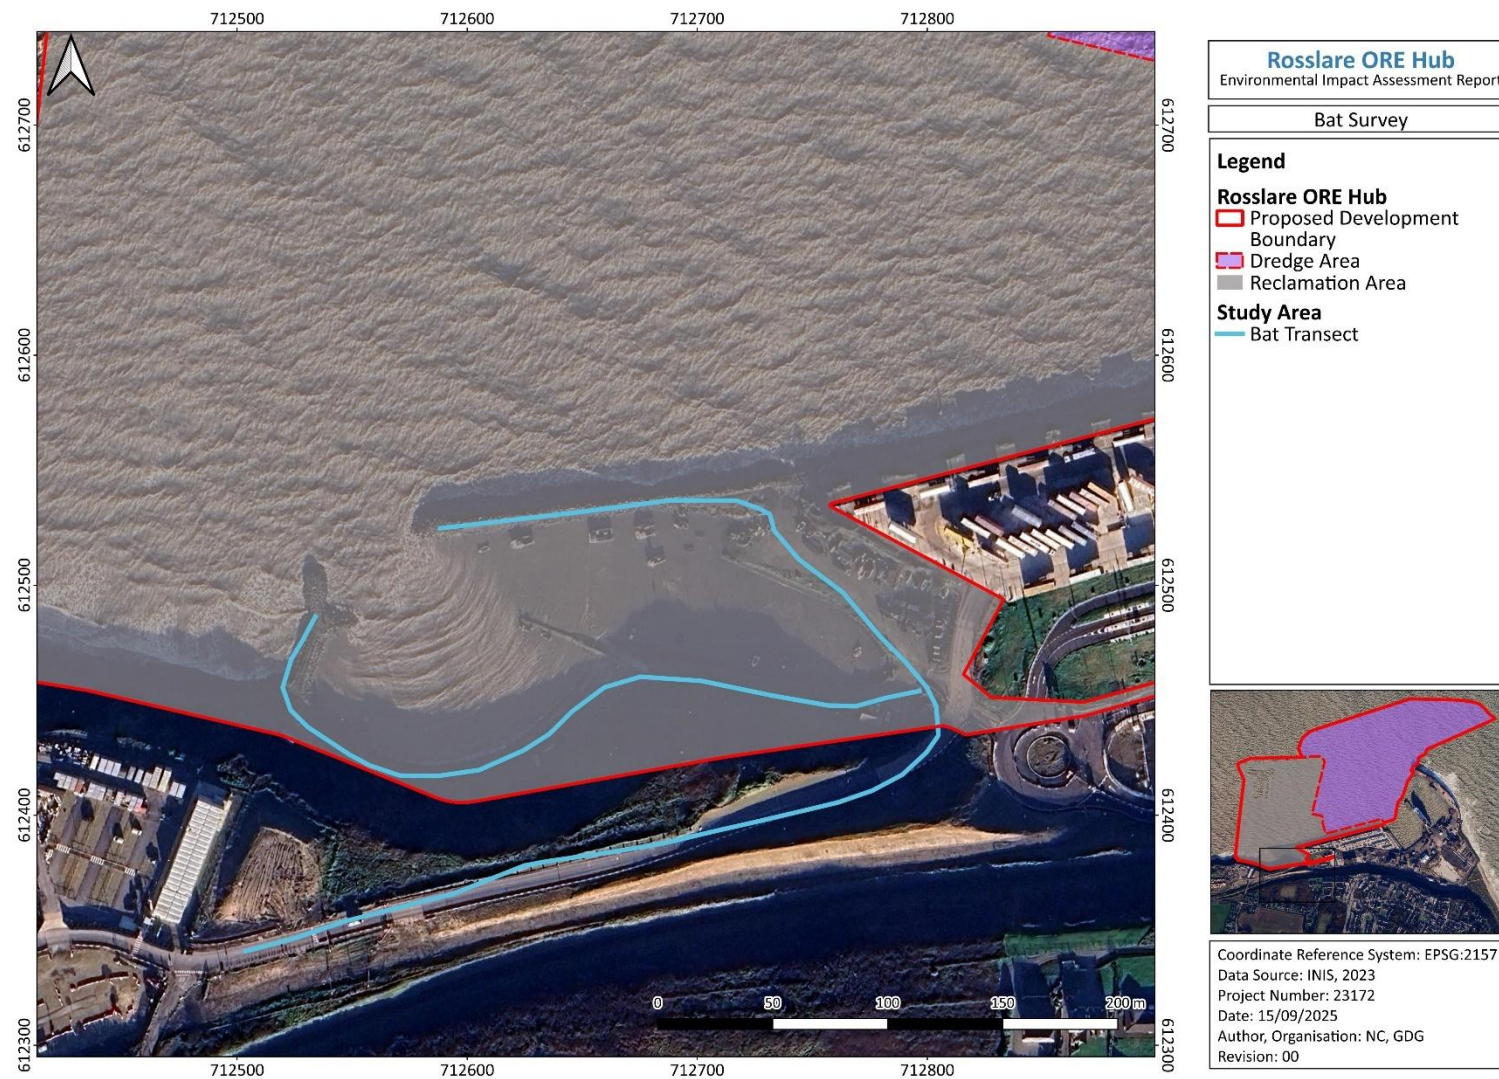 712500
712600
712700
712800
612700
612700
612600
612600
612500
612500
612400
612400
612300
612300
0
50
100
150
200 m
712500
712600
712700
712800
Rosslare ORE Hub
Environmental Impact Assessment Report
Bat Survey
Legend
Rosslare ORE Hub
Proposed Development
Boundary
Dredge Area
Reclamation Area
Study Area
Bat Transect
Coordinate Reference System: EPSG:2157
Data Source: INIS, 2023
Project Number: 23172
Date: 15/09/2025
Author, Organisation: NC, GDG
Revision: 00